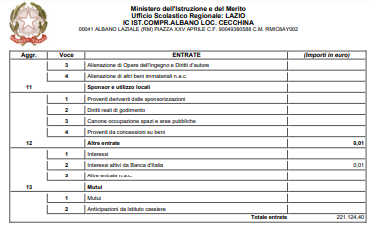 Ministero dell'Istruzione e del Merito
Ufficio Scolastico Regionale: LAZIO
IC IST.COMPR.ALBANO LOC. CECCHINA
00041 ALBANO LAZIALE (RM) PIAZZA XXV APRILE C.F. 90049380588 C.M. RMIC8AY002
Aggr. Voce ENTRATE (Importi in euro)
3 Alienazione di Opere dell'ingegno e Diritti d'autore
4 Alienazione di altri beni immateriali n.a.c.
11 Sponsor e utilizzo locali
1 Proventi derivanti dalle sponsorizzazioni
2 Diritti reali di godimento
3 Canone occupazione spazi e aree pubbliche
4 Proventi da concessioni su beni
12 Altre entrate 0,01
1 Interessi
2 Interessi attivi da Banca d'Italia 0,01
3 Altre entrate n.a.c.
13 Mutui
1 Mutui
2 Anticipazioni da Istituto cassiere
Totale entrate 221.124,40